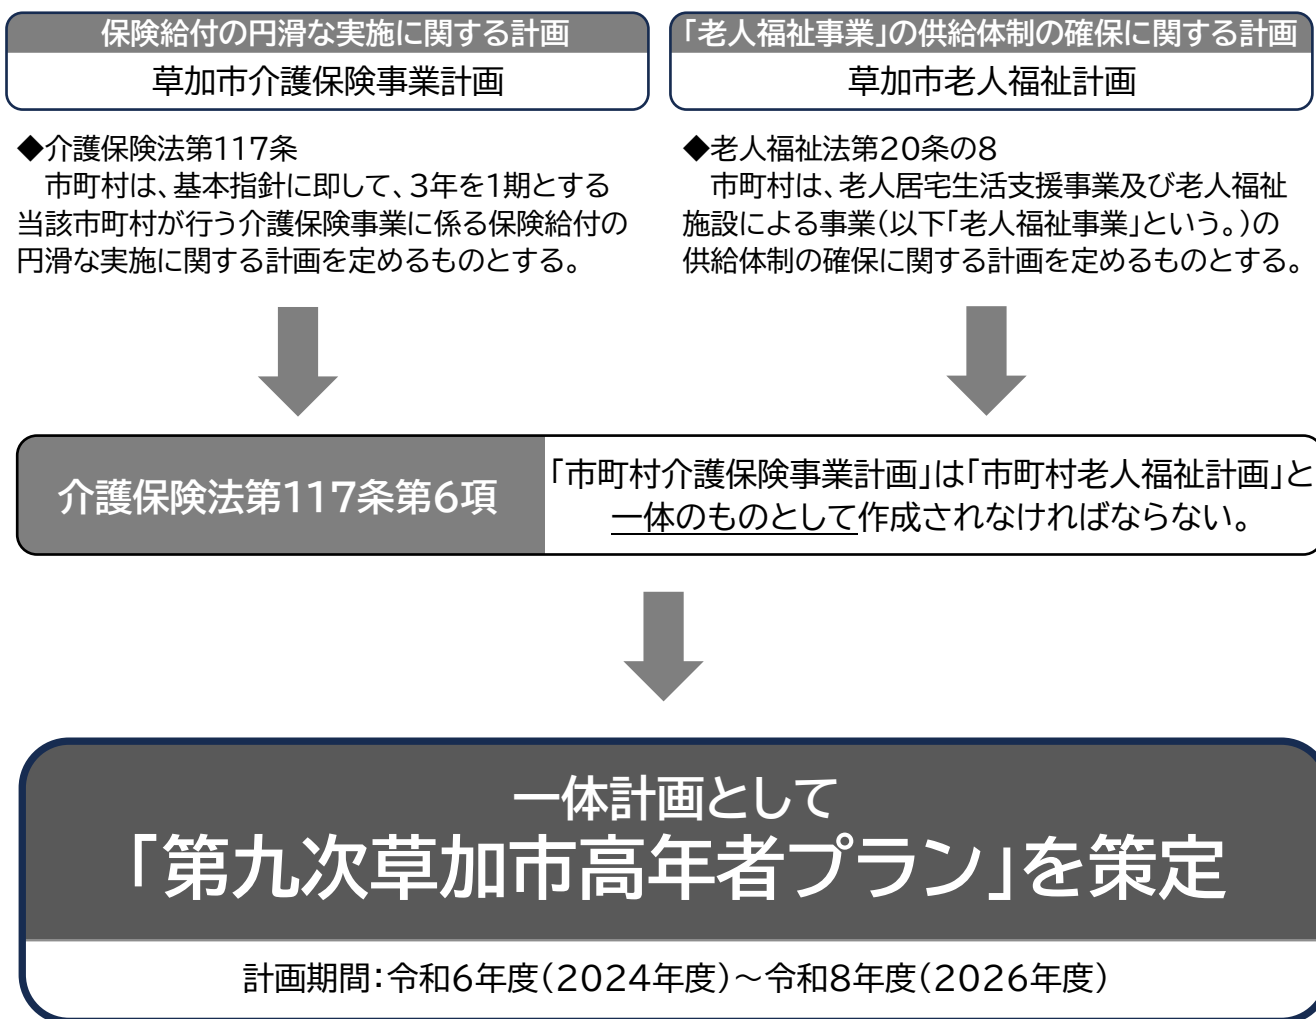 保険給付の円滑な実施に関する計画
草加市介護保険事業計画
◆介護保険法第117条
　市町村は、基本指針に即して、3年を1期とする
当該市町村が行う介護保険事業に係る保険給付の
円滑な実施に関する計画を定めるものとする。
「老人福祉事業」の供給体制の確保に関する計画
草加市老人福祉計画
◆老人福祉法第20条の8
　市町村は、老人居宅生活支援事業及び老人福祉
施設による事業(以下「老人福祉事業」という。)の
供給体制の確保に関する計画を定めるものとする。
介護保険法第117条第6項
「市町村介護保険事業計画」は「市町村老人福祉計画」と
一体のものとして作成されなければならない。
一体計画として
「第九次草加市高年者プラン」を策定
計画期間:令和6年度(2024年度)～令和8年度(2026年度)